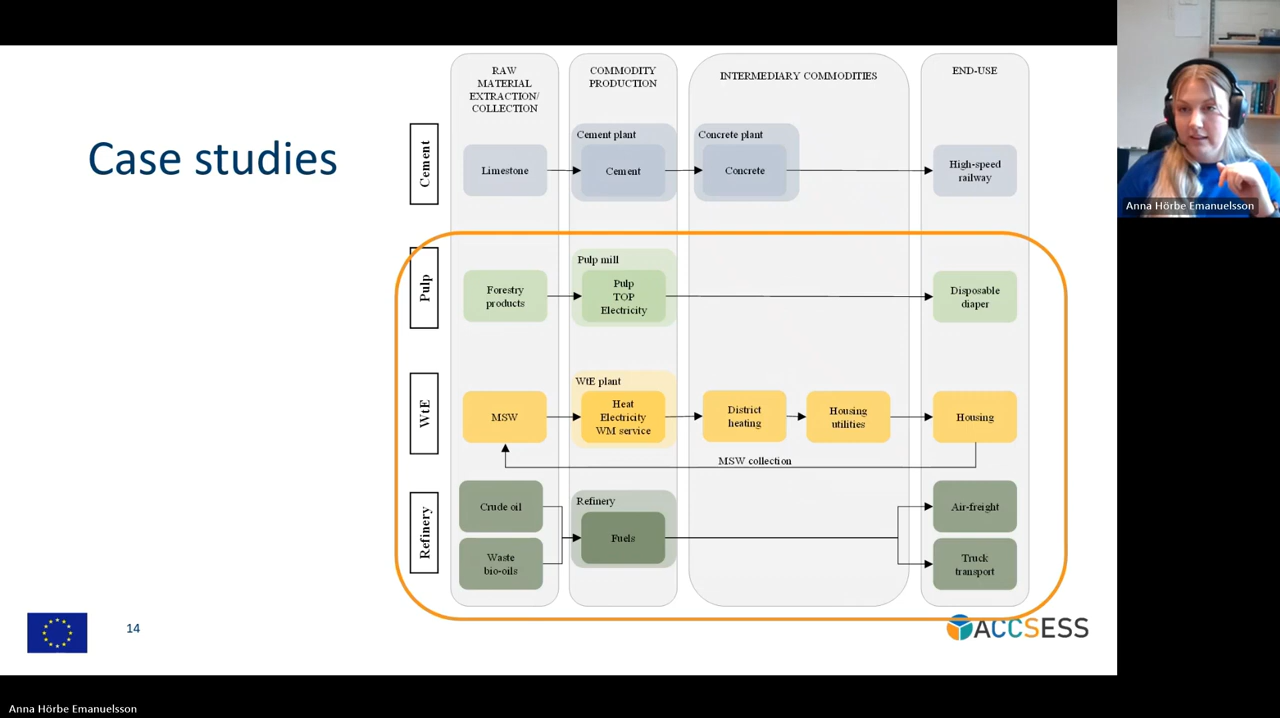 Case studies
RAW
MATERIAL
EXTRACTION/
COLLECTION
COMMODITY
PRODUCTION
INTERMEDIARY COMMODITIES
END-USE
Cement
Limestone
Cement plant
Cement
Concrete plant
Concrete
High-speed
railway
Pulp
Forestry
products
Pulp mill
Pulp
TOP
Electricity
Disposable
diaper
WtE
MSW
WtE plant
Heat
Electricity
WM service
District
heating
Housing
utilities
Housing
MSW collection
Refinery
Crude oil
Waste
bio-oils
Refinery
Fuels
Air-freight
Truck
transport
14
ACCSESS
Anna Hörbe Emanuelsson
Anna Hörbe Emanuelsson